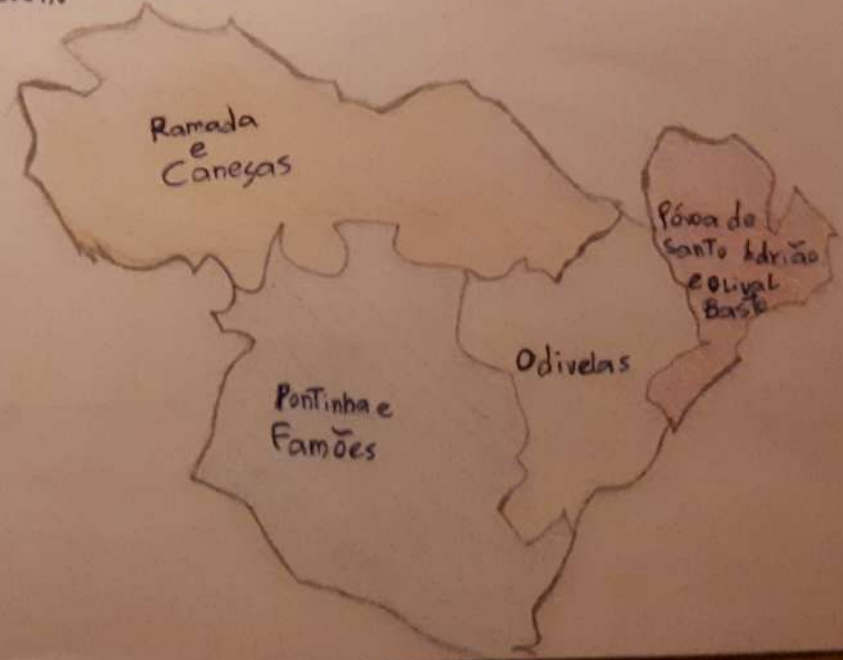 Ramada
e
Caneças
Póvoa de
Santo Adrião
e Olival
Basto
Odivelas
Pontinha e
Famões